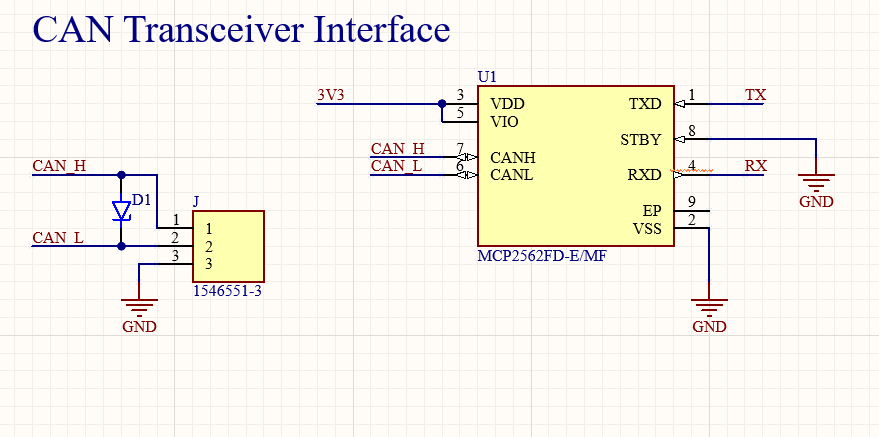 CAN Transceiver Interface
U1
3V3
3
VDD
TXD
1
TX
5
VIO
STBY
8
CAN_H
7
CANH
CAN_L
6
CANL
RXD
4
RX
GND
EP
9
VSS
2
MCP2562FD-E/MF
GND
CAN_H
D1
J
1
1
CAN_L
2
2
3
3
1546551-3
GND